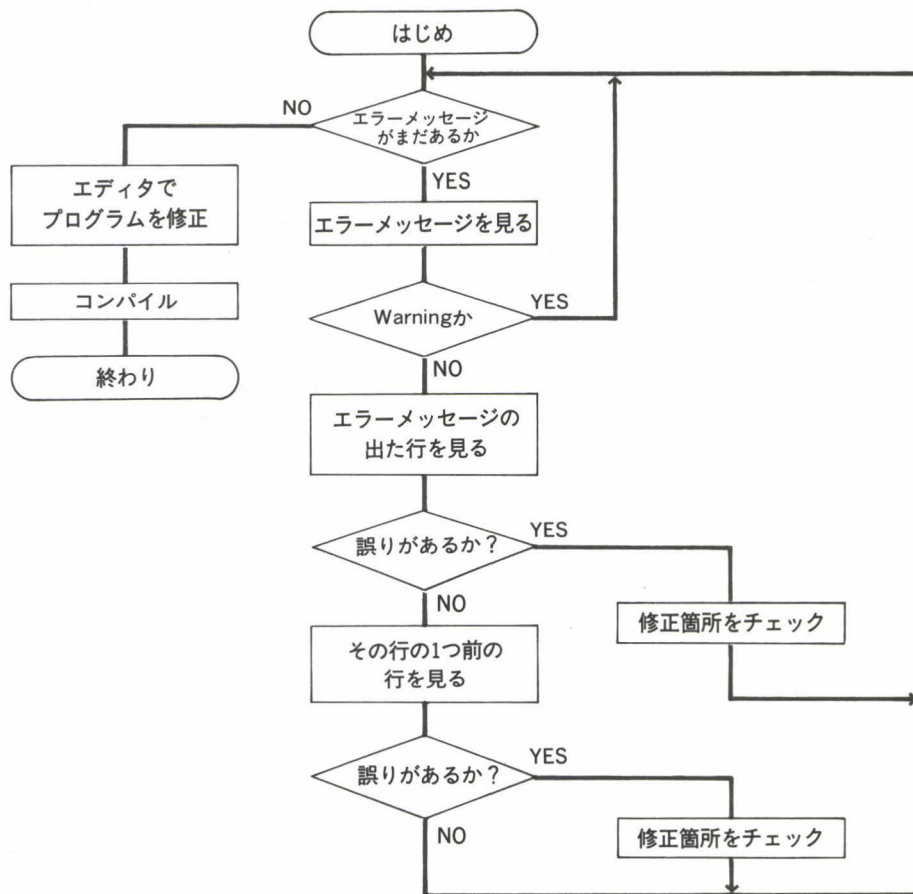 はじめ
NO
エラーメッセージ
がまだあるか
YES
エディタで
プログラムを修正
エラーメッセージを見る
コンパイル
Warningか
YES
終わり
NO
エラーメッセージの
出た行を見る
誤りがあるか？
YES
NO
修正箇所をチェック
その行の1つ前の
行を見る
誤りがあるか？
YES
NO
修正箇所をチェック